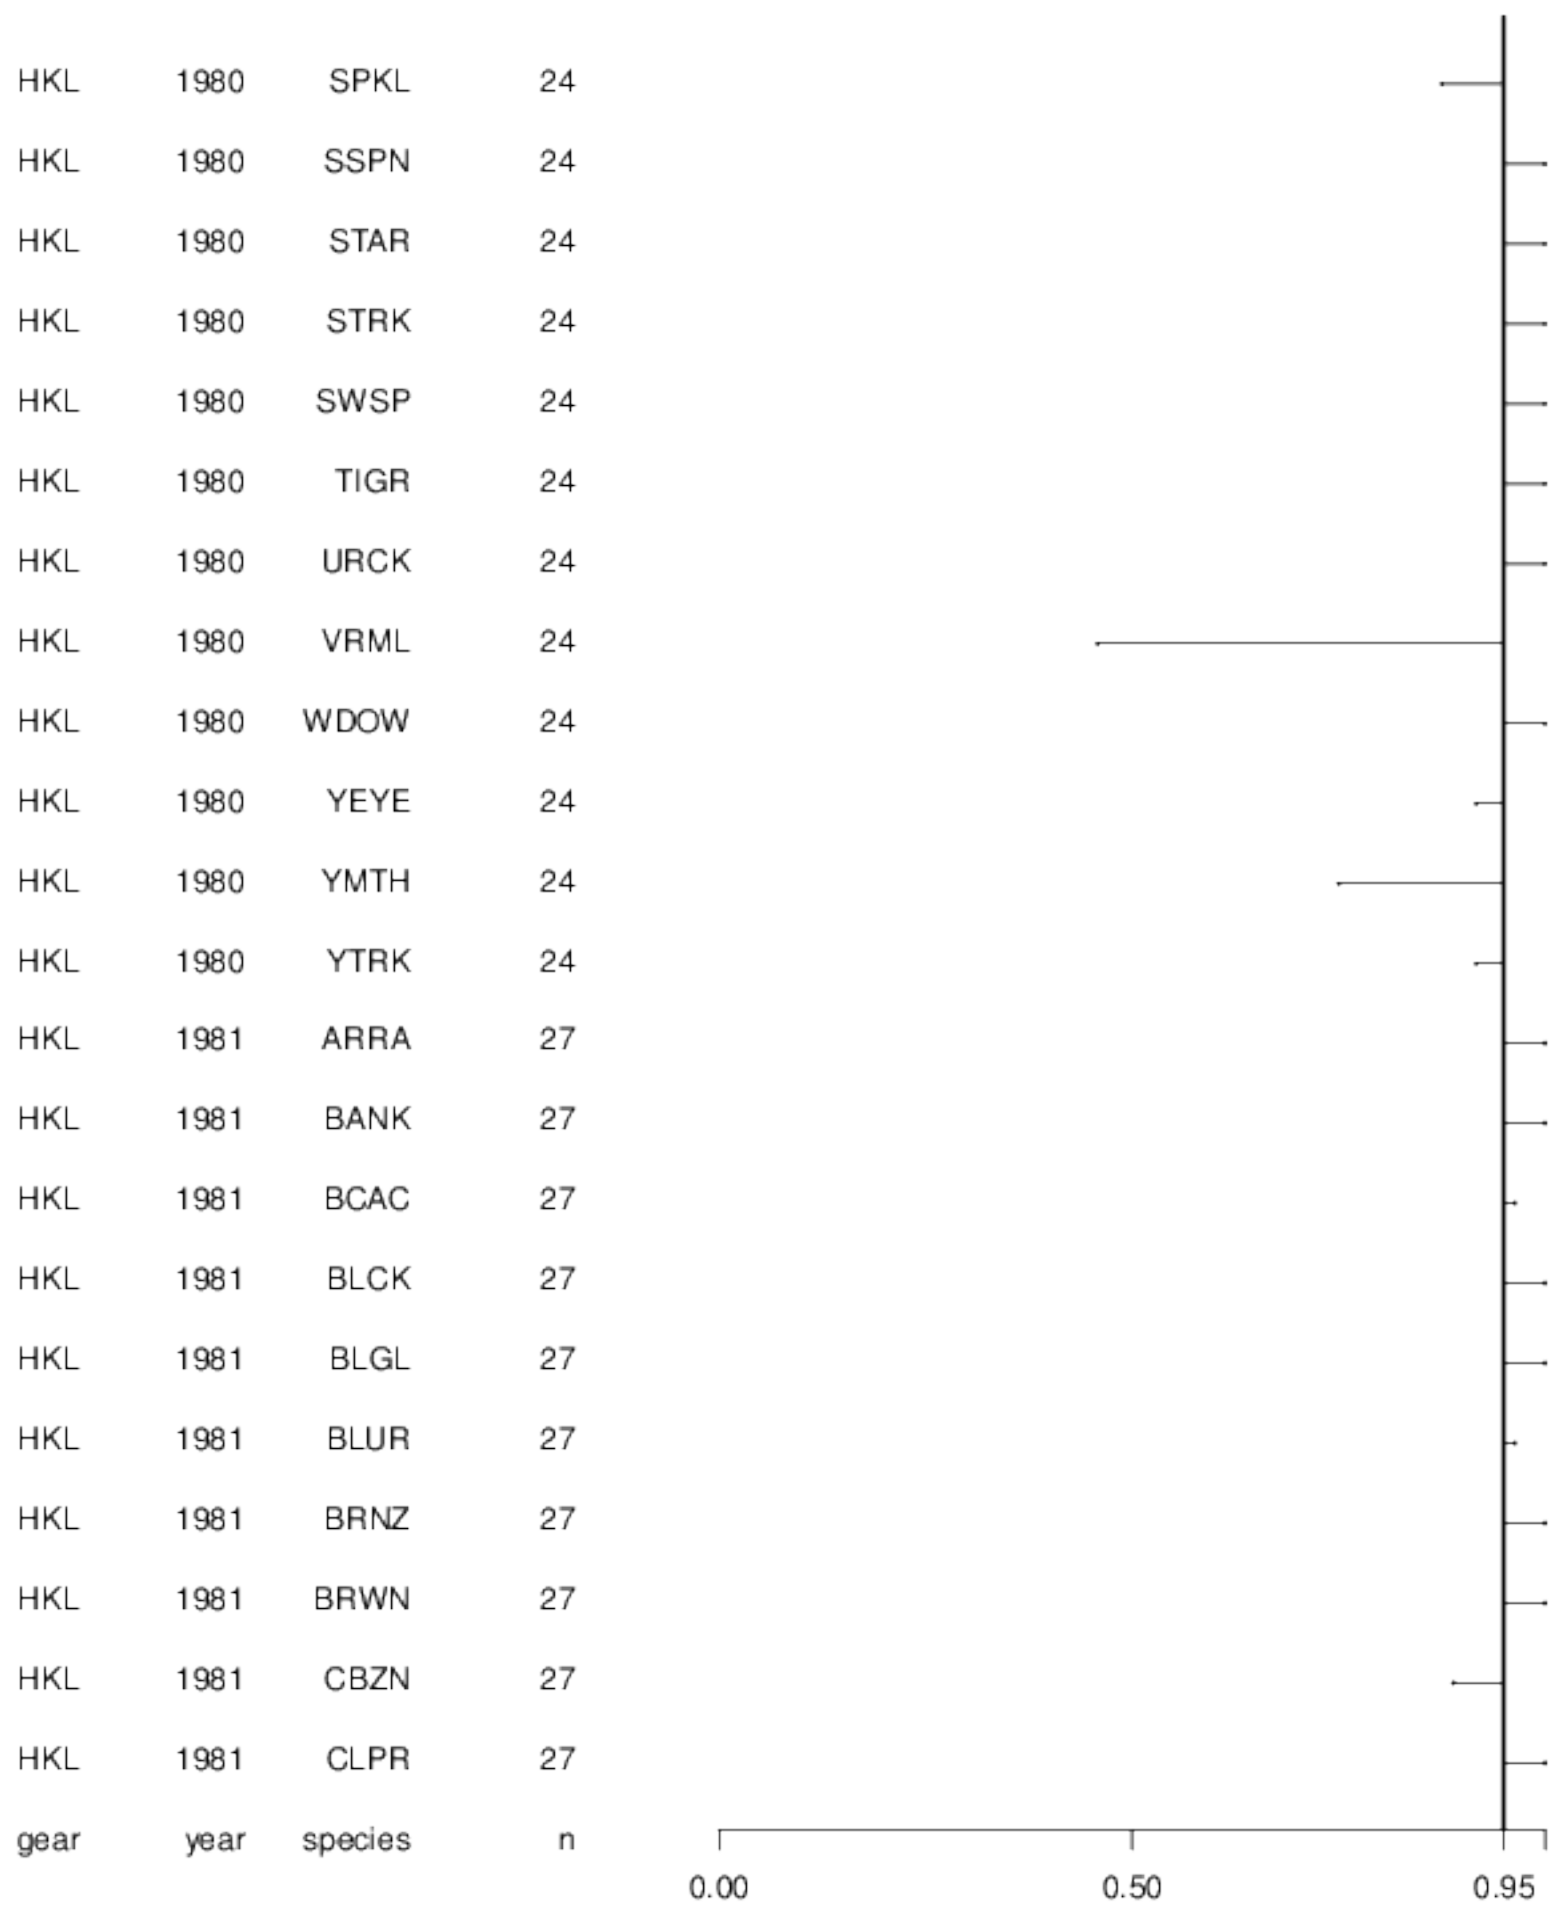 HKL 1980 SPKL 24
HKL 1980 SSPN 24
HKL 1980 STAR 24
HKL 1980 STRK 24
HKL 1980 SWSP 24
HKL 1980 TIGR 24
HKL 1980 URCK 24
HKL 1980 VRML 24
HKL 1980 WDOW 24
HKL 1980 YEYE 24
HKL 1980 YMTH 24
HKL 1980 YTRK 24
HKL 1981 ARRA 27
HKL 1981 BANK 27
HKL 1981 BCAC 27
HKL 1981 BLCK 27
HKL 1981 BLGL 27
HKL 1981 BLUR 27
HKL 1981 BRNZ 27
HKL 1981 BRWN 27
HKL 1981 CBZN 27
HKL 1981 CLPR 27
gear year species n
0.00 0.50 0.95